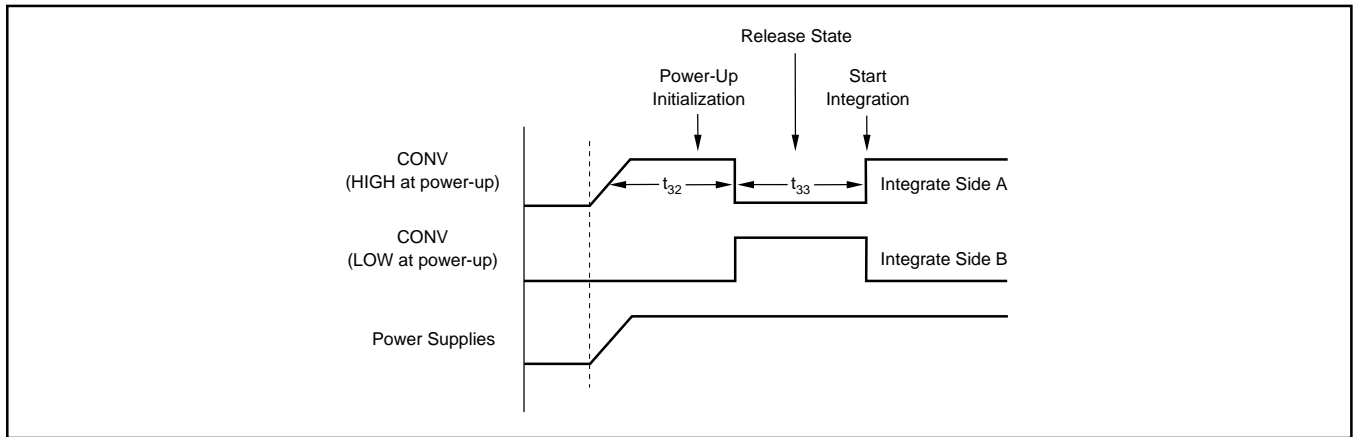 Release State
Power-Up
Initialization
Start
Integration
CONV
(HIGH at power-up)
t32
t33
Integrate Side A
CONV
(LOW at power-up)
Integrate Side B
Power Supplies